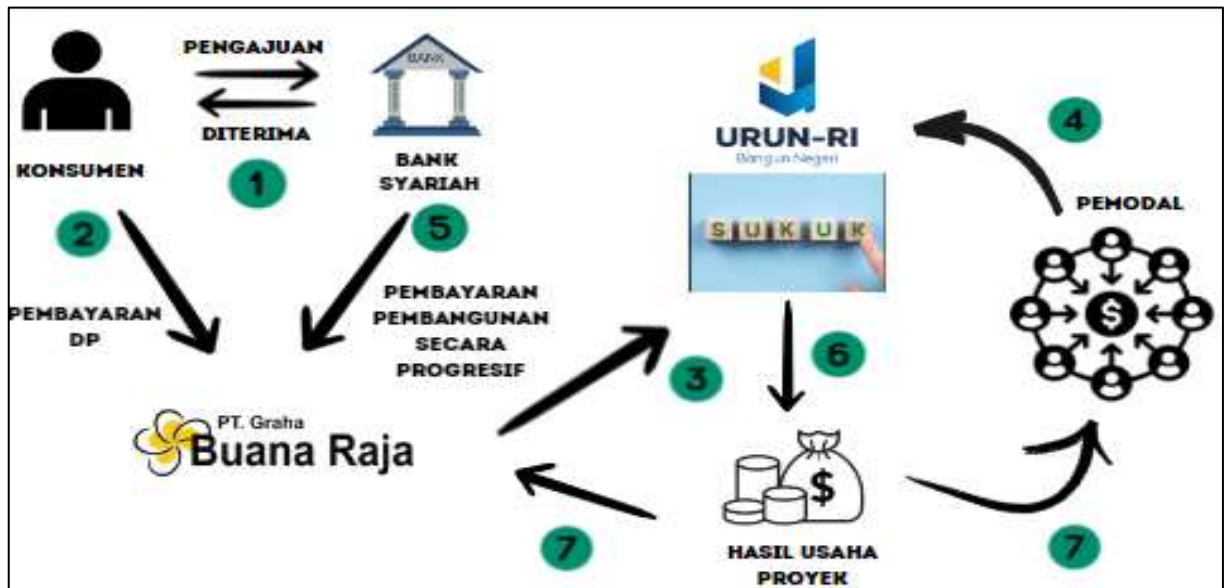 PENGAJUAN
DITERIMA
1
KONSUMEN
BANK
BANK
SYARIAH
2
PEMBAYARAN
DP
5
PEMBAYARAN
PEMBANGUNAN
SECARA
PROGRESIF
PT. Graha
Buana Raja
3
URUN-RI
Bangun Negeri
SUKUK
4
PEMODAL
$
6
$
HASIL USAHA
PROYEK
7
7